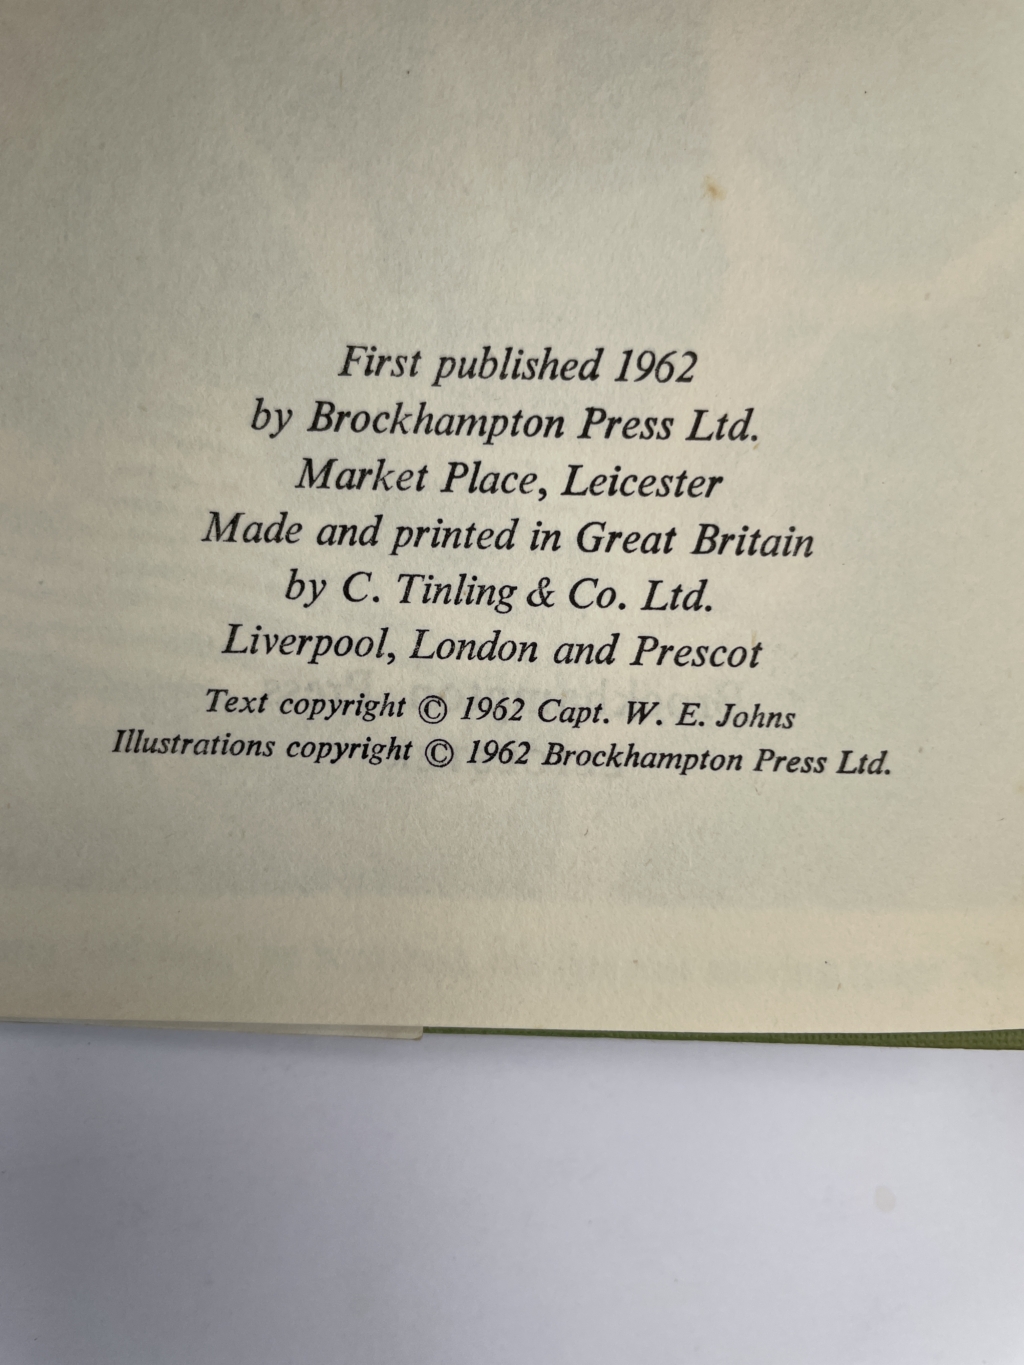 First published 1962
by Brockhampton Press Ltd.
Market Place, Leicester
Made and printed in Great Britain
by C. Tinling & Co. Ltd.
Liverpool, London and Prescot
Text copyright © 1962 Capt. W. E. Johns
Illustrations copyright © 1962 Brockhampton Press Ltd.